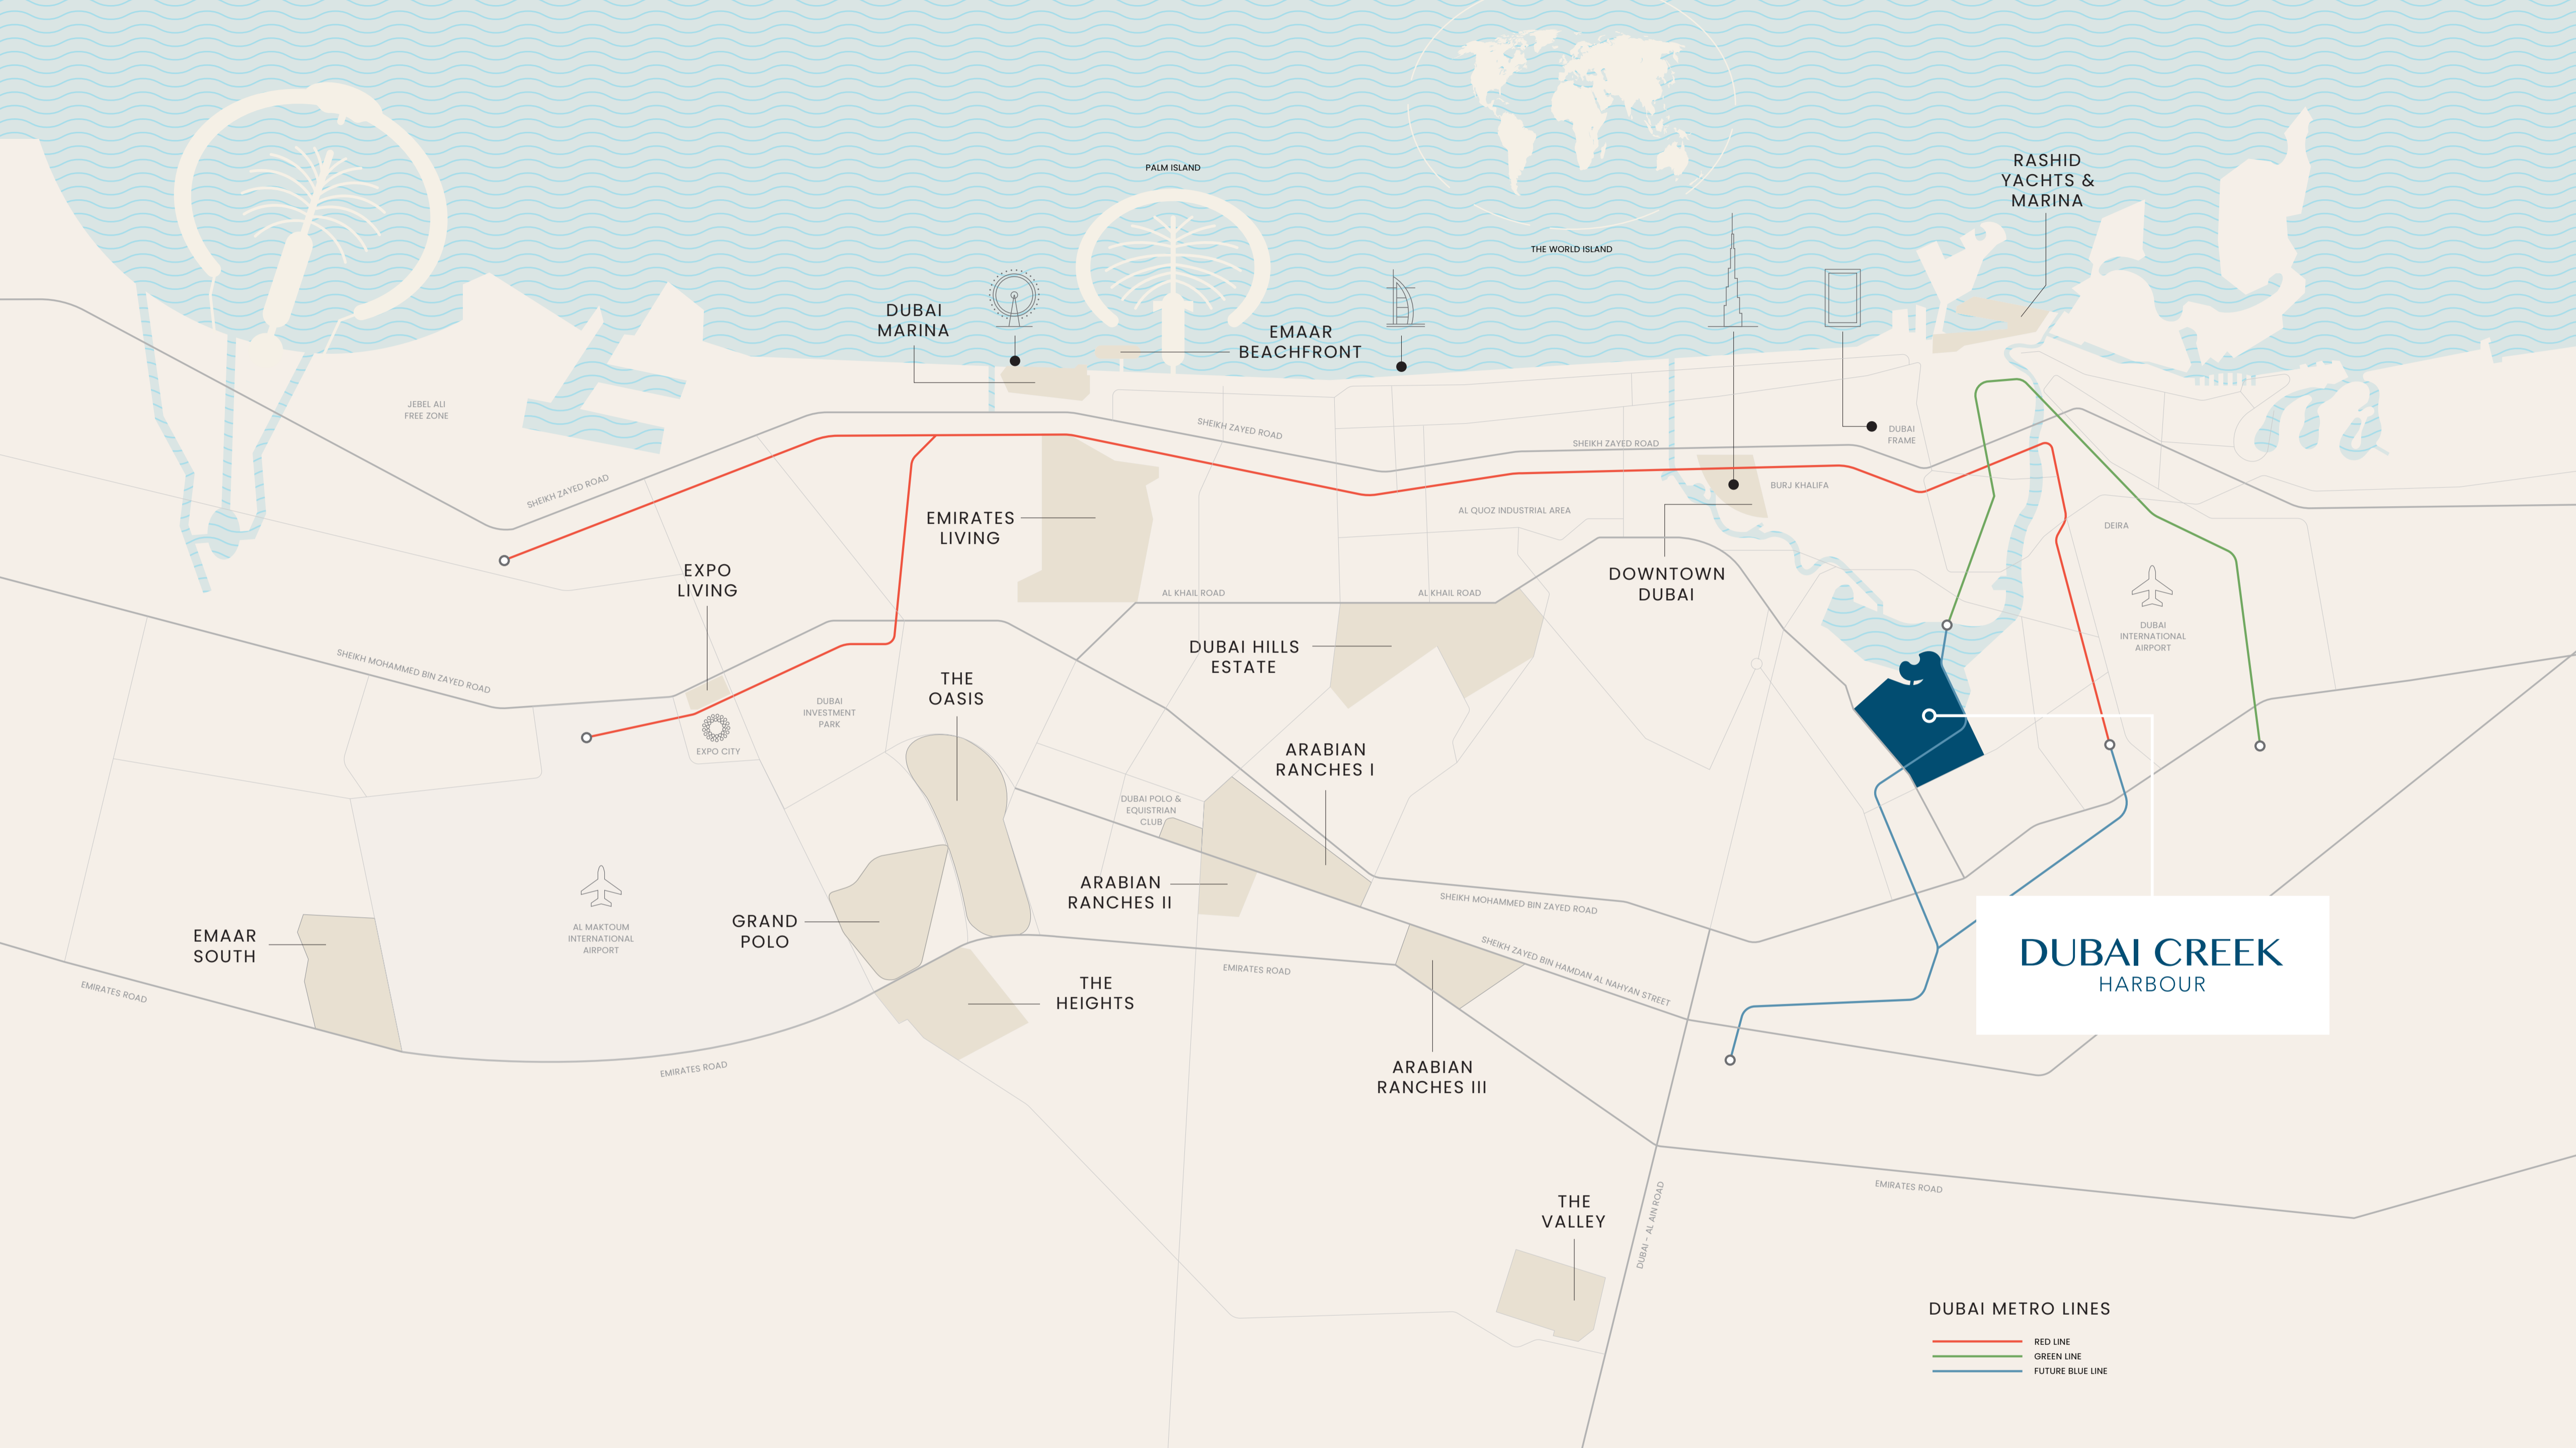 PALM ISLAND
THE WORLD ISLAND
RASHID
YACHTS &
MARINA
DUBAI
MARINA
EMAAR
BEACHFRONT
JEBEL ALI
FREE ZONE
SHEIKH ZAYED ROAD
SHEIKH ZAYED ROAD
SHEIKH ZAYED ROAD
DUBAI
FRAME
BURJ KHALIFA
AL QUOZ INDUSTRIAL AREA
DEIRA
EMIRATES
LIVING
EXPO
LIVING
DOWNTOWN
DUBAI
AL KHAIL ROAD
AL KHAIL ROAD
DUBAI
INTERNATIONAL
AIRPORT
DUBAI HILLS
ESTATE
SHEIKH MOHAMMED BIN ZAYED ROAD
THE
OASIS
DUBAI
INVESTMENT
PARK
EXPO CITY
ARABIAN
RANCHES I
DUBAI POLO &
EQUISTRIAN
CLUB
ARABIAN
RANCHES II
SHEIKH MOHAMMED BIN ZAYED ROAD
GRAND
POLO
EMAAR
SOUTH
AL MAKTOUM
INTERNATIONAL
AIRPORT
SHEIKH ZAYED BIN HAMDAN AL NAHYAN STREET
DUBAI CREEK
HARBOUR
EMIRATES ROAD
EMIRATES ROAD
THE
HEIGHTS
EMIRATES ROAD
ARABIAN
RANCHES III
EMIRATES ROAD
THE
VALLEY
DUBAI - AL AIN ROAD
DUBAI METRO LINES
RED LINE
GREEN LINE
FUTURE BLUE LINE